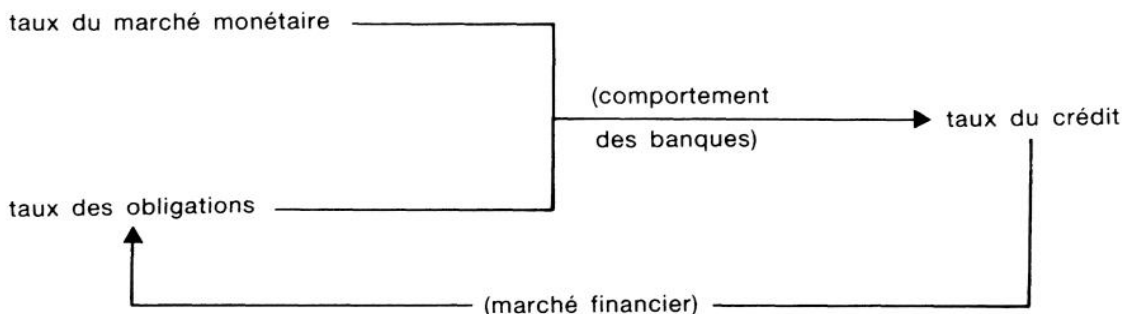 taux du marché monétaire
(comportement
des banques)
taux du crédit
taux des obligations
(marché financier)